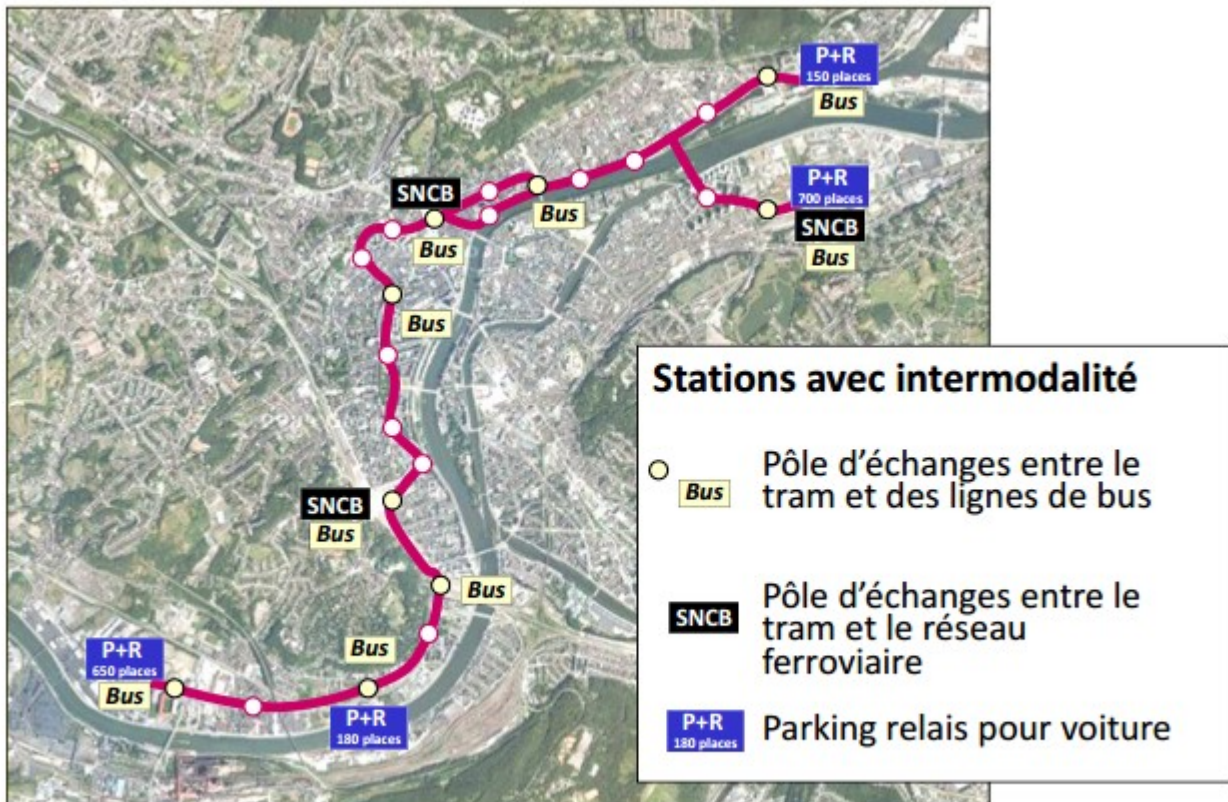 P+R
150 places
Bus
P+R
700 places
SNCB
Bus
SNCB
Bus
Bus
Bus
SNCB
Bus
Bus
Bus
P+R
650 places
Bus
P+R
180 places
Stations avec intermodalité
Bus
Pôle d'échanges entre le
tram et des lignes de bus
SNCB
Pôle d'échanges entre le
tram et le réseau
ferroviaire
P+R
180 places
Parking relais pour voiture